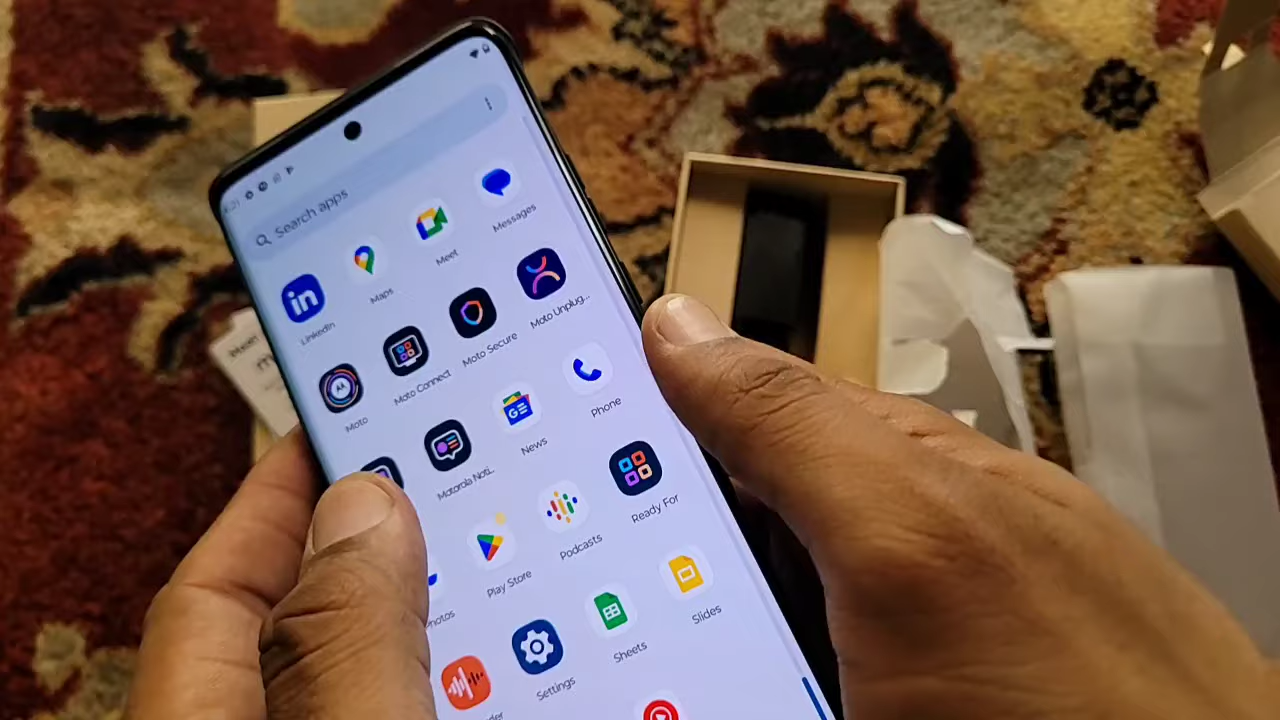 Search apps
LinkedIn
Maps
Meet
Messages
Moto
Moto Connect
Moto Secure
Moto Unplug...
Motorola Noti...
News
Phone
Play Store
Podcasts
Ready For
Settings
Sheets
Slides